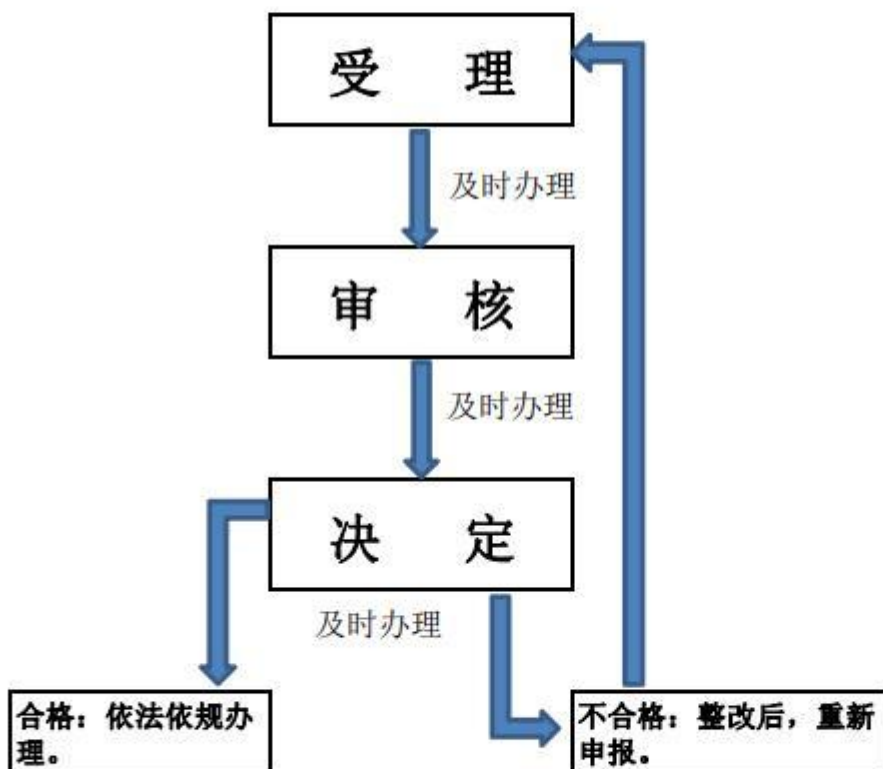 受 理
及时办理
审 核
及时办理
决 定
及时办理
合格：依法依规办
理。
不合格：整改后，重新
申报。